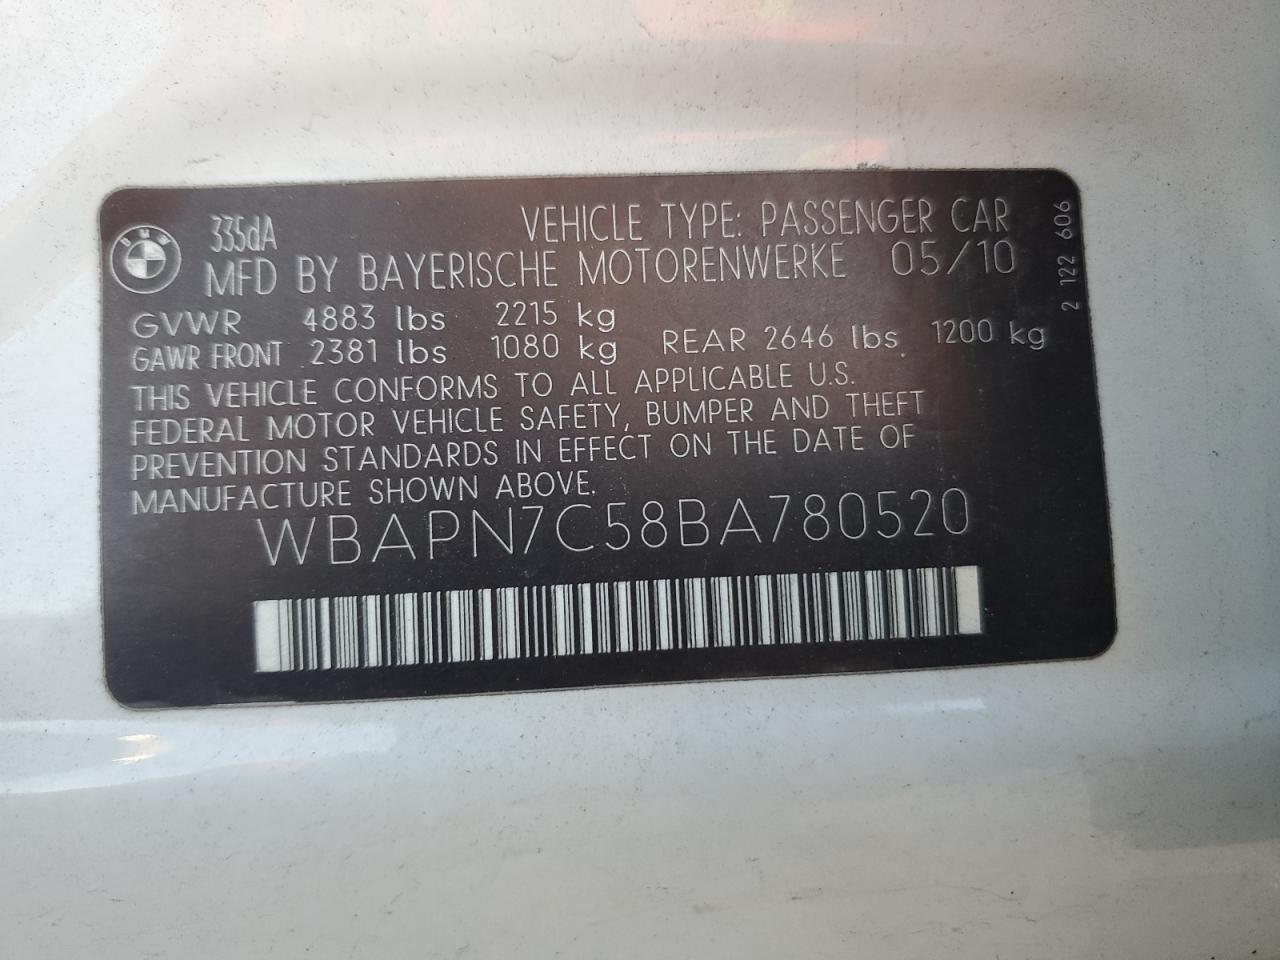 BMW
335dA
VEHICLE TYPE: PASSENGER CAR
MFD BY BAYERISCHE MOTORENWERKE 05/10
GVWR 4883 lbs 2215 kg
GAWR FRONT 2381 lbs 1080 kg REAR 2646 lbs 1200 kg
THIS VEHICLE CONFORMS TO ALL APPLICABLE U.S.
FEDERAL MOTOR VEHICLE SAFETY, BUMPER AND THEFT
PREVENTION STANDARDS IN EFFECT ON THE DATE OF
MANUFACTURE SHOWN ABOVE.
WBAPN7C58BA780520
2 122 606